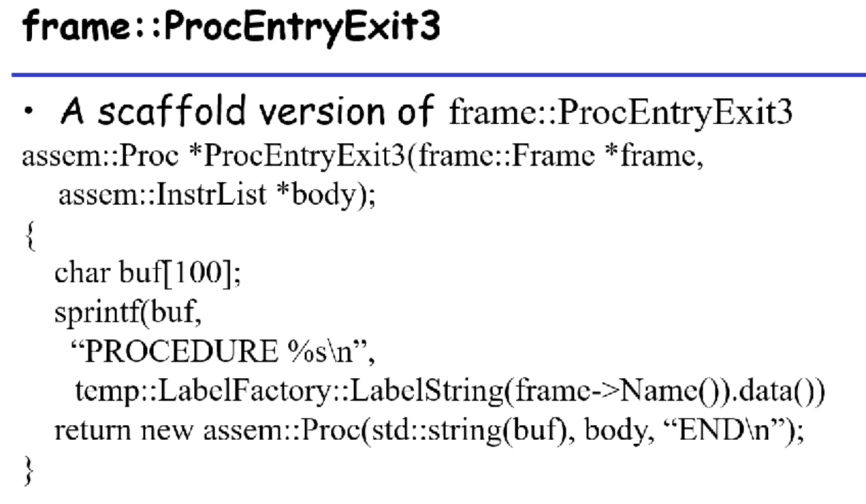 frame::ProcEntryExit3
• A scaffold version of frame::ProcEntryExit3
assem::Proc *ProcEntryExit3(frame::Frame *frame,
assem::InstrList *body);
{
char buf[100];
sprintf(buf,
“PROCEDURE %s\n”,
temp::LabelFactory::LabelString(frame->Name()).data())
return new assem::Proc(std::string(buf), body, “END\n”);
}